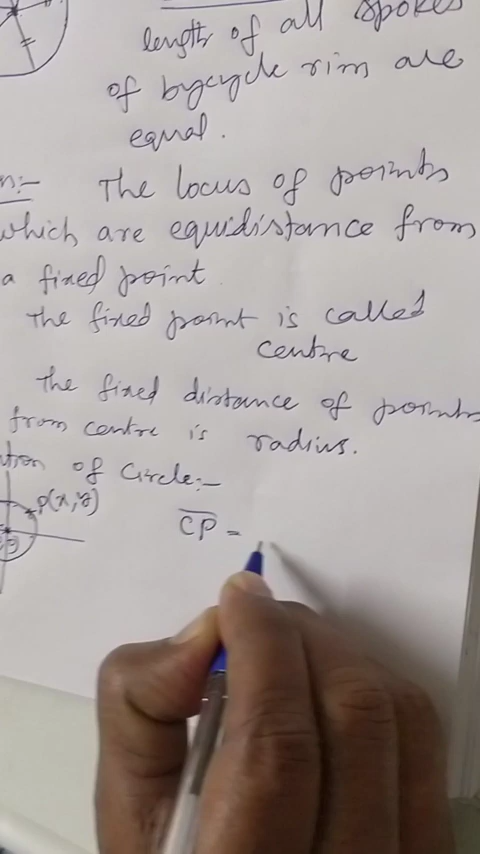 length of all spokes
of bycycle rim are
equal.
n:- The locus of points
which are equidistance from
a fixed point
The fixed point is called
centre
The fixed distance of points
from centre is radius.
tion of Circle:-
P(x,y)
CP =